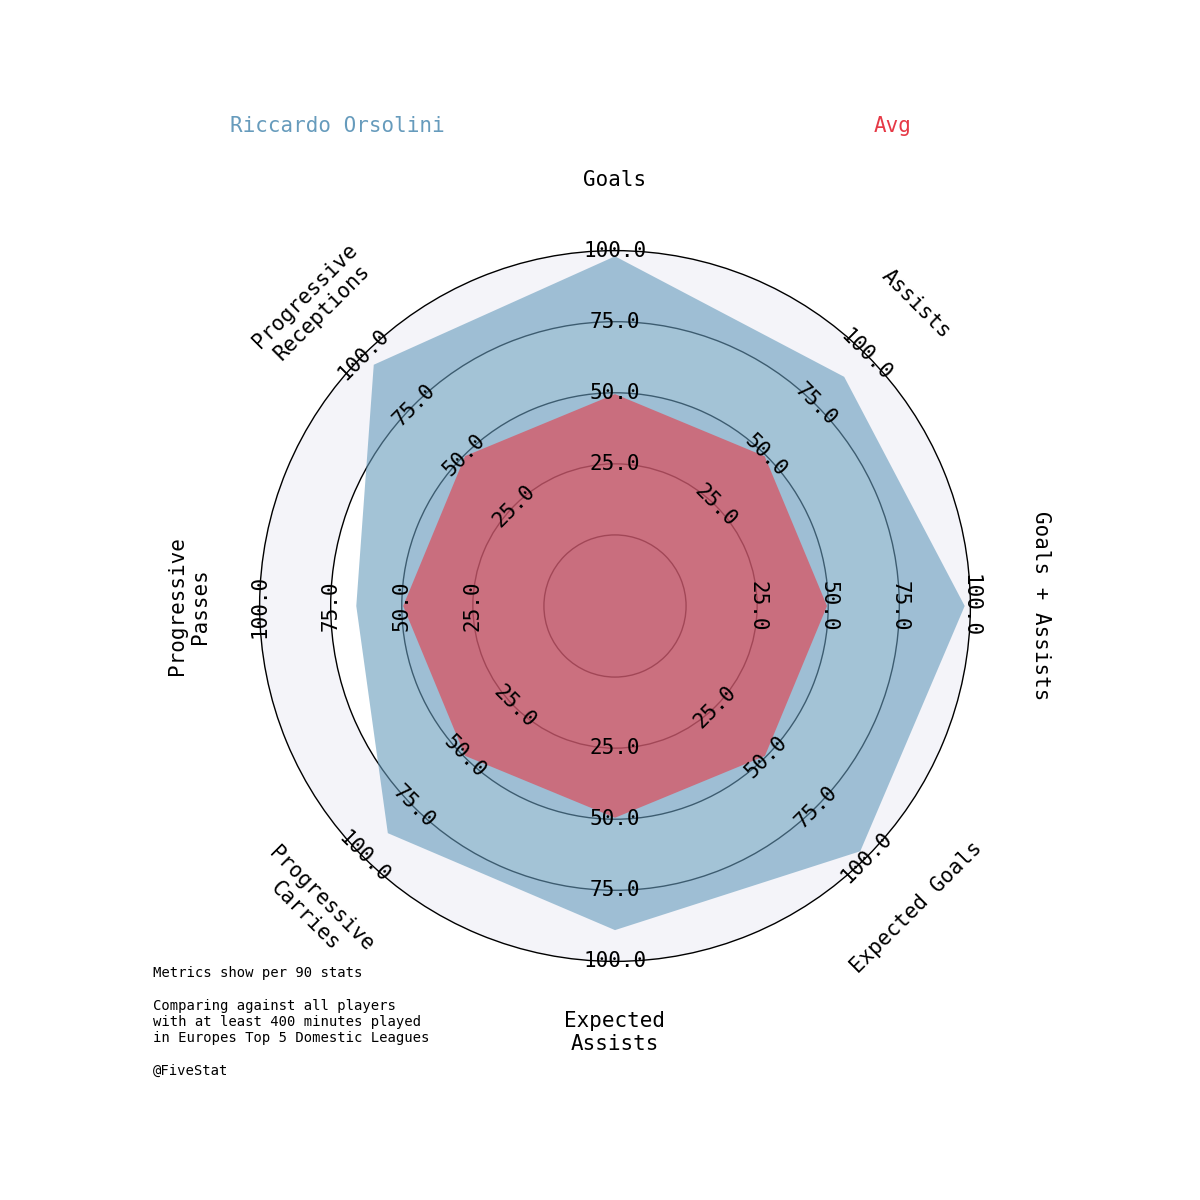 Riccardo Orsolini
Avg
Goals
Assists
Goals + Assists
Expected Goals
Expected
Assists
Progressive
Carries
Progressive
Passes
Progressive
Receptions
25.0
50.0
75.0
100.0
25.0
50.0
75.0
100.0
25.0
50.0
75.0
100.0
25.0
50.0
75.0
100.0
25.0
50.0
75.0
100.0
25.0
50.0
75.0
100.0
25.0
50.0
75.0
100.0
25.0
50.0
75.0
100.0
Metrics show per 90 stats
Comparing against all players
with at least 400 minutes played
in Europes Top 5 Domestic Leagues
@FiveStat